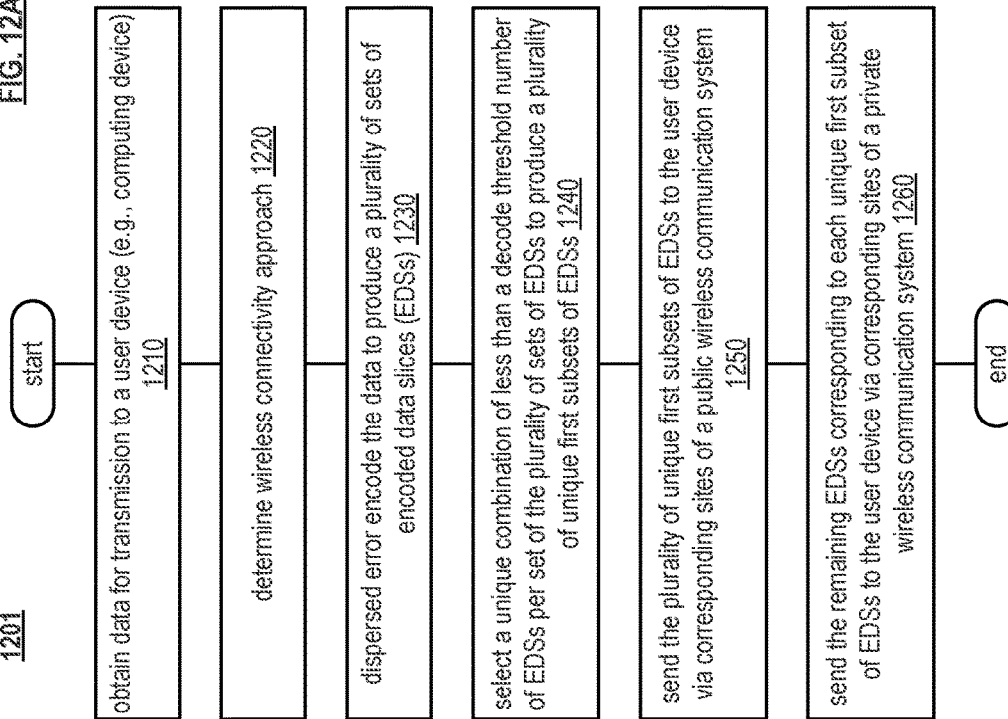 1201
FIG. 12A
start
obtain data for transmission to a user device (e.g., computing device)
1210
determine wireless connectivity approach 1220
dispersed error encode the data to produce a plurality of sets of
encoded data slices (EDSs) 1230
select a unique combination of less than a decode threshold number
of EDSs per set of the plurality of sets of EDSs to produce a plurality
of unique first subsets of EDSs 1240
send the plurality of unique first subsets of EDSs to the user device
via corresponding sites of a public wireless communication system
1250
send the remaining EDSs corresponding to each unique first subset
of EDSs to the user device via corresponding sites of a private
wireless communication system 1260
end